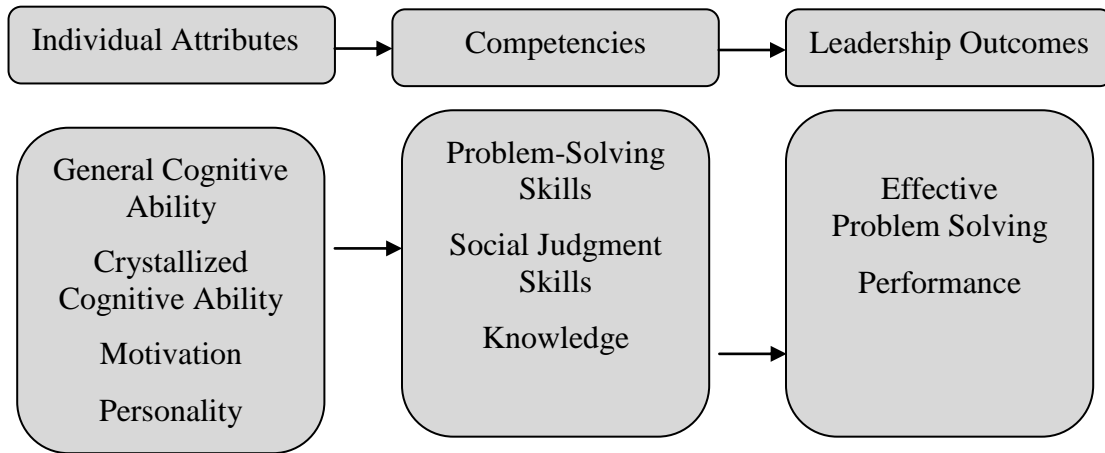 Individual Attributes
Competencies
Leadership Outcomes
General Cognitive
Ability
Crystallized
Cognitive Ability
Motivation
Personality
Problem-Solving
Skills
Social Judgment
Skills
Knowledge
Effective
Problem Solving
Performance